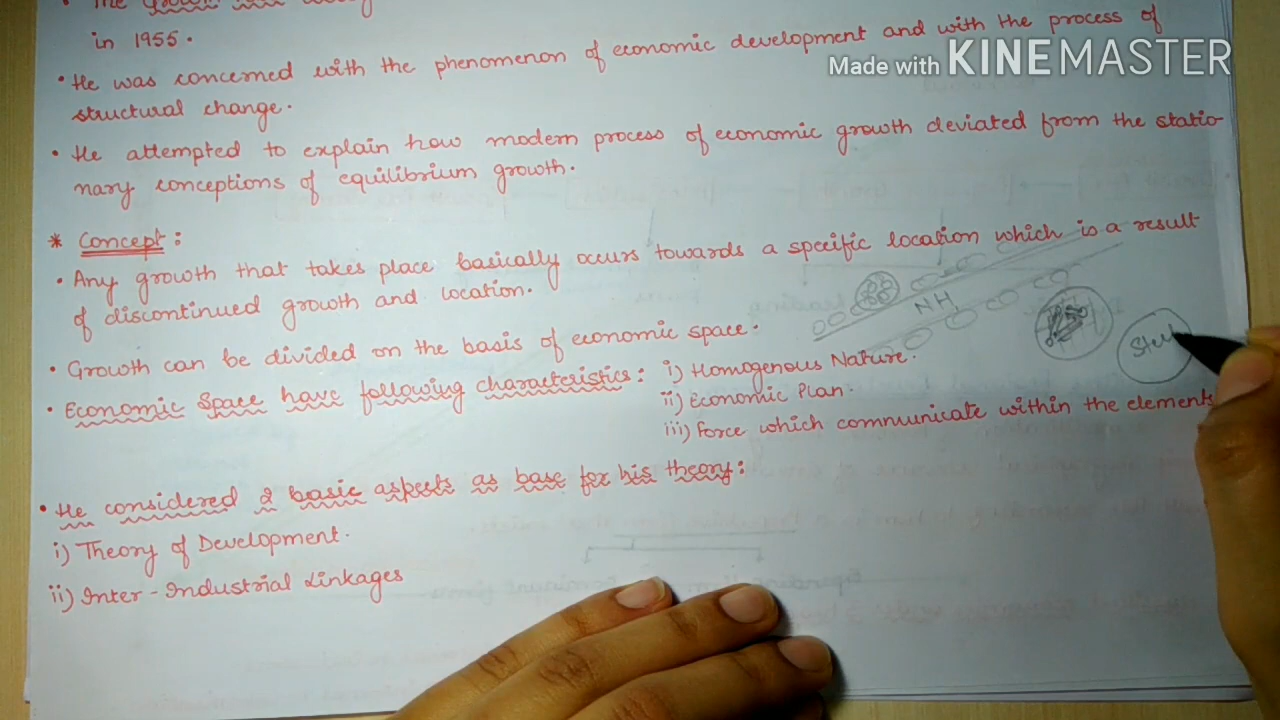 • The Growth
in 1955.
• He was concerned with the phenomenon of economic development and with the process of
structural change.
Made with KINEMASTER
• He attempted to explain how modern process of economic growth deviated from the statio-
nary conceptions of equilibrium growth.
* Concept:
• Any growth that takes place basically occurs towards a specific location which is a result
of discontinued growth and location.
NH
• Growth can be divided on the basis of economic space.
• Economic Space have following characteristics: i) Homogenous Nature.
ii) Economic Plan.
iii) Force which communicate within the elements
• He considered 2 basic aspects as base for his theory:
i) Theory of Development.
ii) Inter-Industrial Linkages